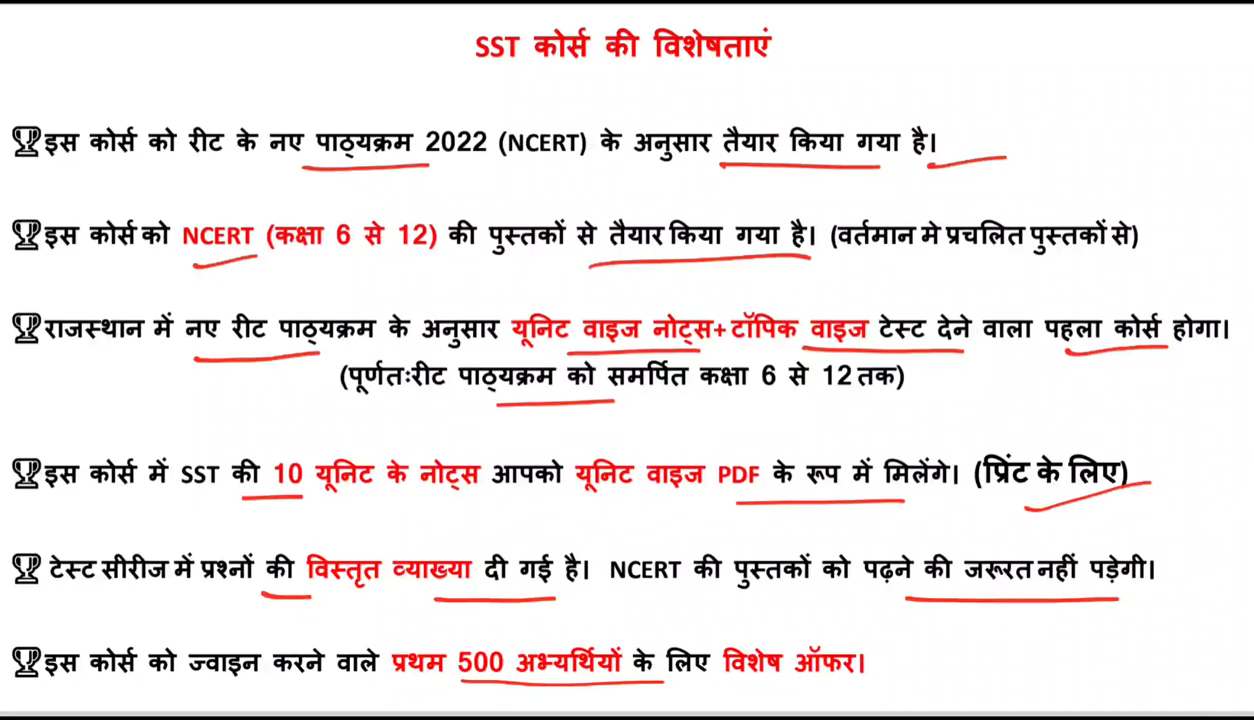 SST कोर्स की विशेषताएं
इस कोर्स को रीट के नए पाठ्यक्रम 2022 (NCERT) के अनुसार तैयार किया गया है।
इस कोर्स को NCERT (कक्षा 6 से 12) की पुस्तकों से तैयार किया गया है। (वर्तमान मे प्रचलित पुस्तकों से)
राजस्थान में नए रीट पाठ्यक्रम के अनुसार यूनिट वाइज नोट्स+ टॉपिक वाइज टेस्ट देने वाला पहला कोर्स होगा।
(पूर्णतःरीट पाठ्यक्रम को समर्पित कक्षा 6 से 12 तक)
इस कोर्स में SST की 10 यूनिट के नोट्स आपको यूनिट वाइज PDF के रूप में मिलेंगे। (प्रिंट के लिए)
टेस्ट सीरीज में प्रश्नों की विस्तृत व्याख्या दी गई है। NCERT की पुस्तकों को पढ़ने की जरूरत नहीं पड़ेगी।
इस कोर्स को ज्वाइन करने वाले प्रथम 500 अभ्यर्थियों के लिए विशेष ऑफर।